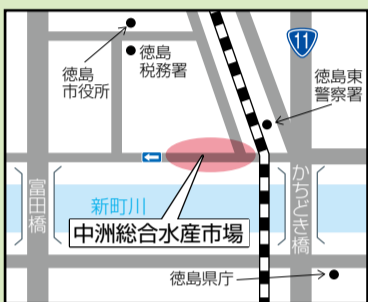 11
徳島
市役所
徳島
税務署
徳島東
警察署
富田橋
新町川
かちどき橋
中洲総合水産市場
徳島県庁